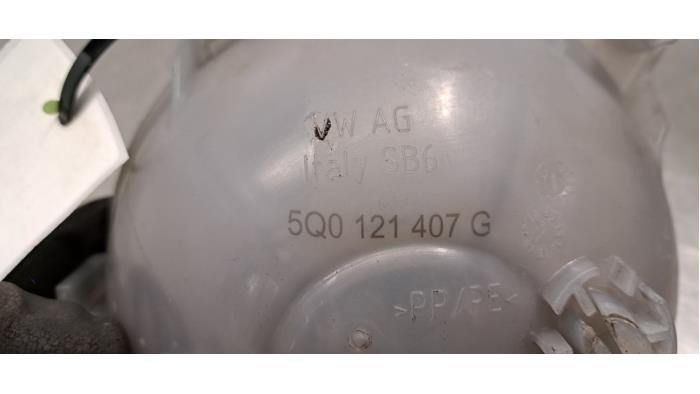 VW AG
Italy SB6
5Q0 121 407 G
>PP/PE<